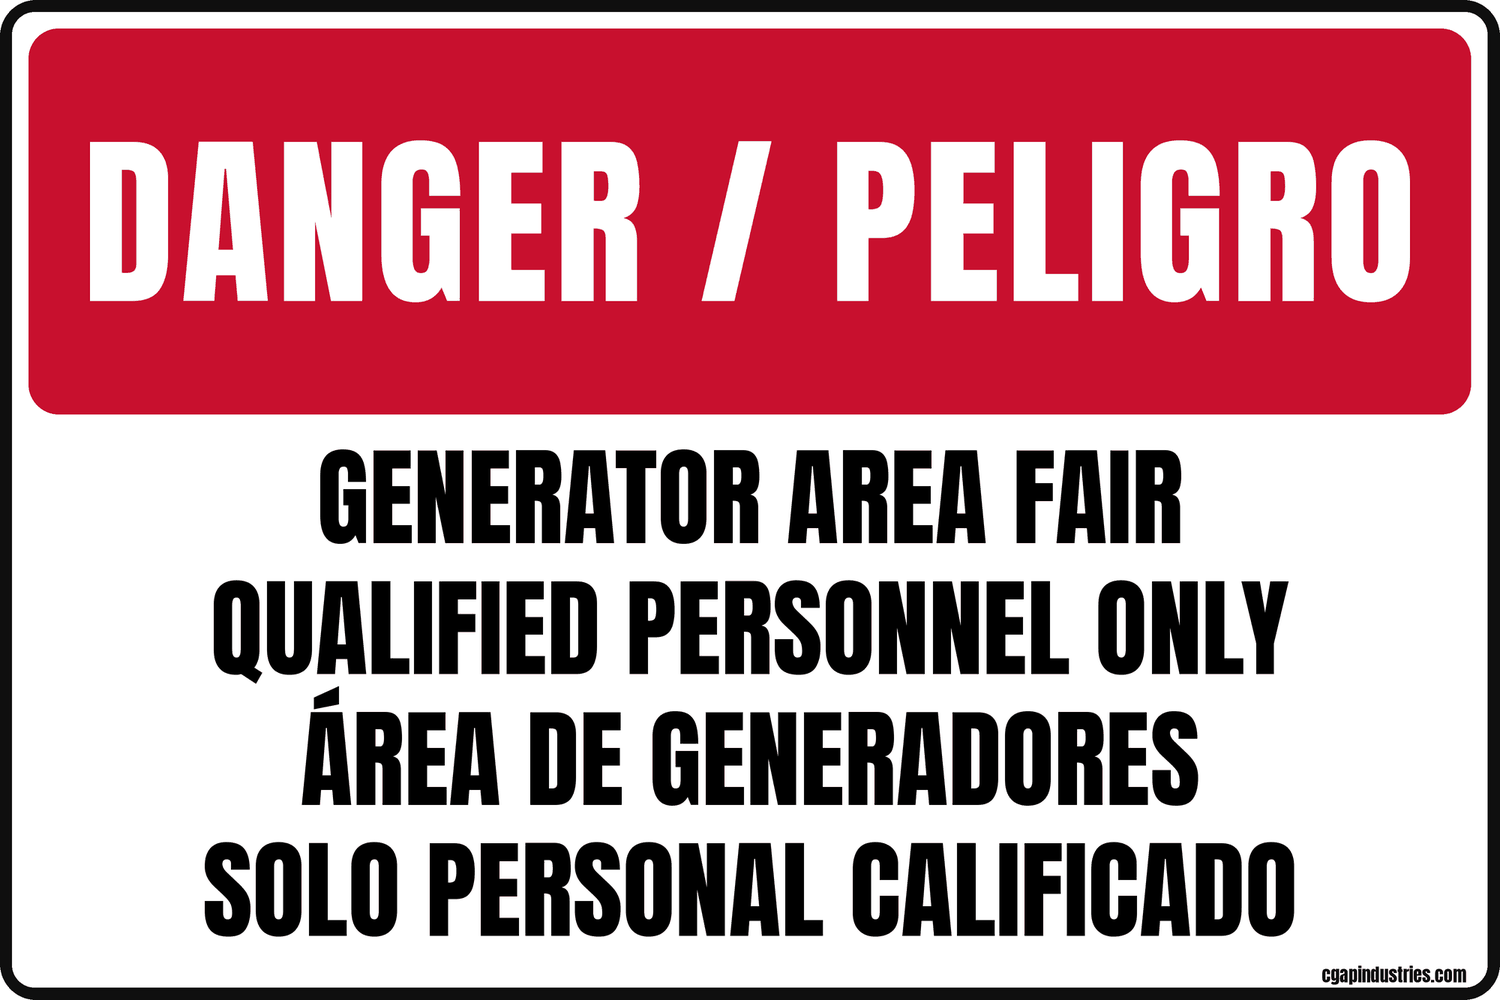 DANGER / PELIGRO
GENERATOR AREA FAIR
QUALIFIED PERSONNEL ONLY
ÁREA DE GENERADORES
SOLO PERSONAL CALIFICADO
cgapindustries.com